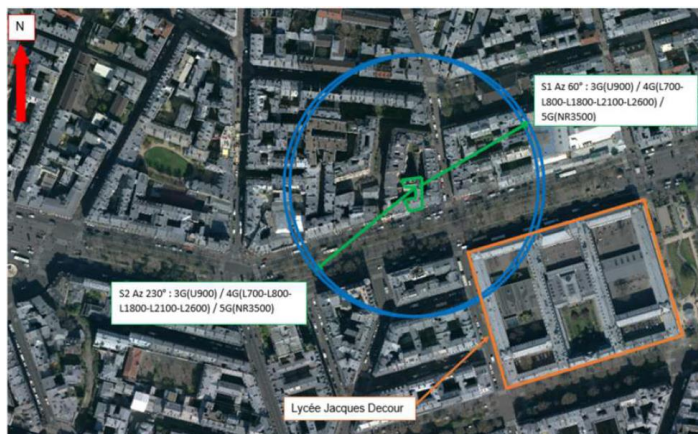 N
S1 Az 60° : 3G(U900) / 4G(L700-
L800-L1800-L2100-L2600) /
5G(NR3500)
S2 Az 230° : 3G(U900) / 4G(L700-L800-
L1800-L2100-L2600) / 5G(NR3500)
Lycée Jacques Decour